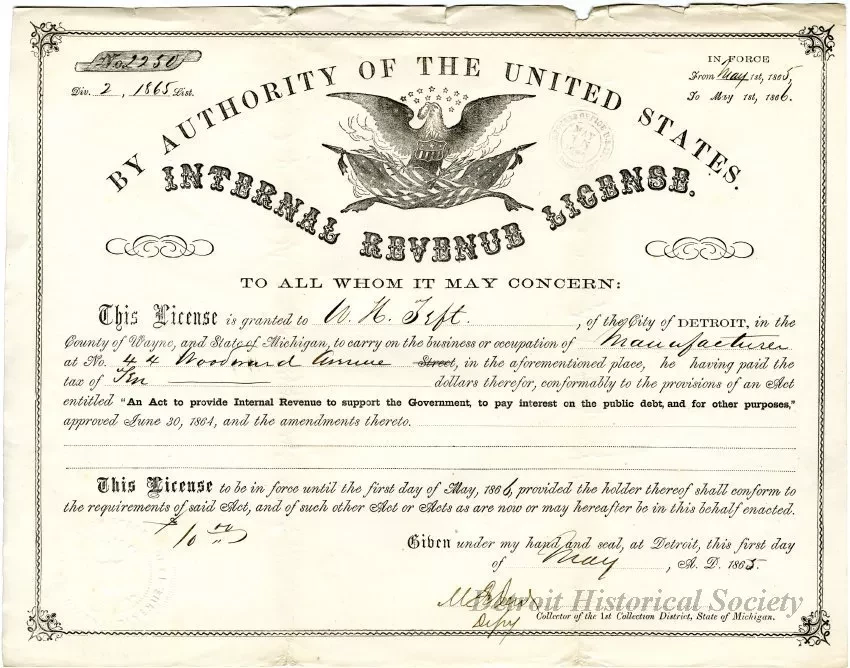 No. 2250
Div. 2, 1865 List.
IN FORCE
From May 1st, 1865,
To May 1st, 1866.
BY AUTHORITY OF THE UNITED STATES.
INTERNAL REVENUE LICENSE.
TO ALL WHOM IT MAY CONCERN:
This License is granted to W. H. Tefft. , of the City of DETROIT, in the
County of Wayne, and State of Michigan, to carry on the business or occupation of Manufacturer
at No. 44 Woodward Avenue Street, in the aforementioned place, he having paid the
tax of Ten dollars therefor, conformably to the provisions of an Act
entitled "An Act to provide Internal Revenue to support the Government, to pay interest on the public debt, and for other purposes,"
approved June 30, 1864, and the amendments thereto.
This License to be in force until the first day of May, 1866, provided the holder thereof shall conform to
the requirements of said Act, and of such other Act or Acts as are now or may hereafter be in this behalf enacted.
$10 00
Given under my hand and seal, at Detroit, this first day
of May , A. D. 1865.
Detroit Historical Society
Depy Collector of the 1st Collection District, State of Michigan.